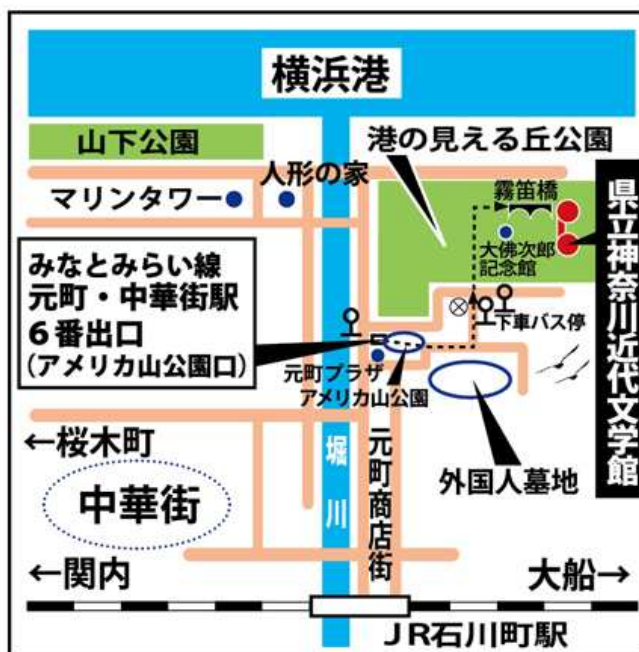 横浜港
山下公園
港の見える丘公園
人形の家
マリンタワー
霧笛橋
大佛次郎
記念館
県立神奈川近代文学館
みなとみらい線
元町・中華街駅
6番出口
(アメリカ山公園口)
下車バス停
元町プラザ
アメリカ山公園
←桜木町
中華街
堀川
元町商店街
外国人墓地
←関内
大船→
JR石川町駅